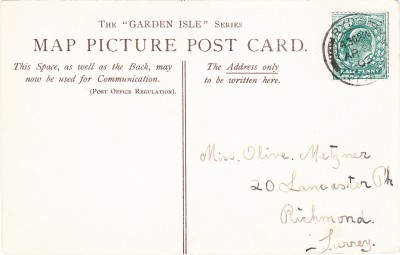 The "GARDEN ISLE" Series
MAP PICTURE POST CARD.
This Space, as well as the Back, may
now be used for Communication.
(Post Office Regulation).
The Address only
to be written here.
HALFPENNY
Miss. Olive. Metzner
20 Lancaster Pk
Richmond.
Surrey.